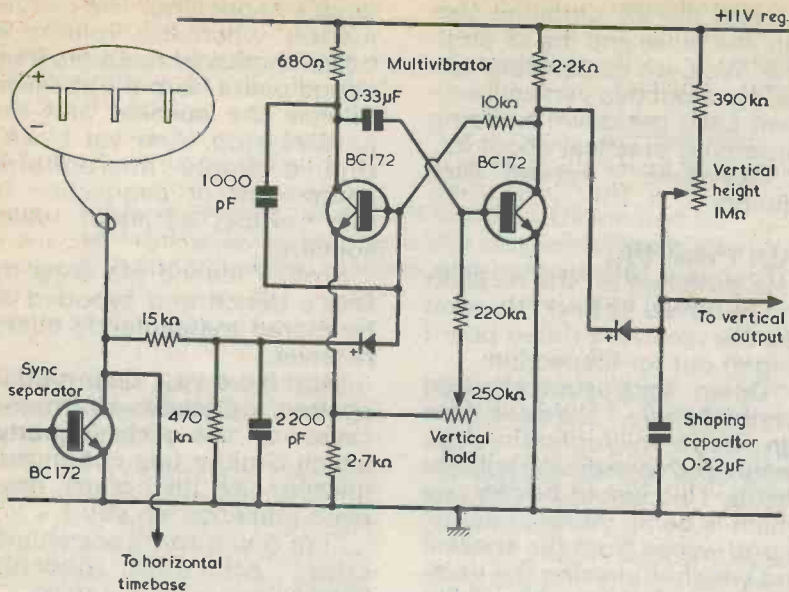 +11V reg.
680Ω
Multivibrator
2·2kΩ
390kΩ
+
−
0·33µF
10kΩ
BC172
BC172
Vertical
height
1MΩ
1000
pF
+
220kΩ
+
To vertical
output
15kΩ
Sync
separator
470
kΩ
2200
pF
250kΩ
Vertical
hold
Shaping
capacitor
0·22µF
2·7kΩ
BC172
To horizontal
timebase